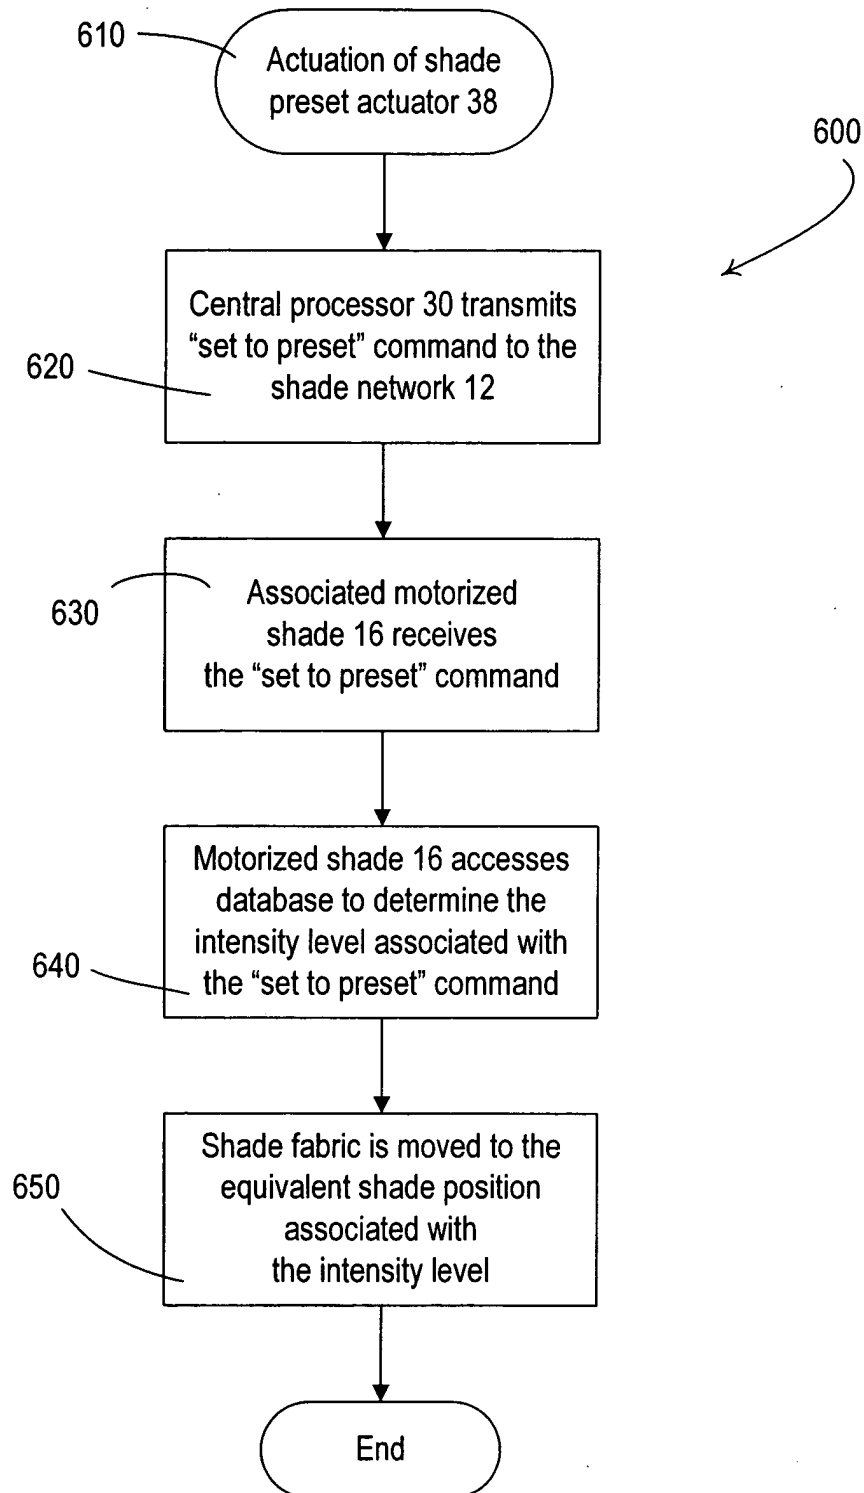 610
Actuation of shade
preset actuator 38
600
Central processor 30 transmits
“set to preset” command to the
shade network 12
620
Associated motorized
shade 16 receives
the “set to preset” command
630
Motorized shade 16 accesses
database to determine the
intensity level associated with
the “set to preset” command
640
Shade fabric is moved to the
equivalent shade position
associated with
the intensity level
650
End